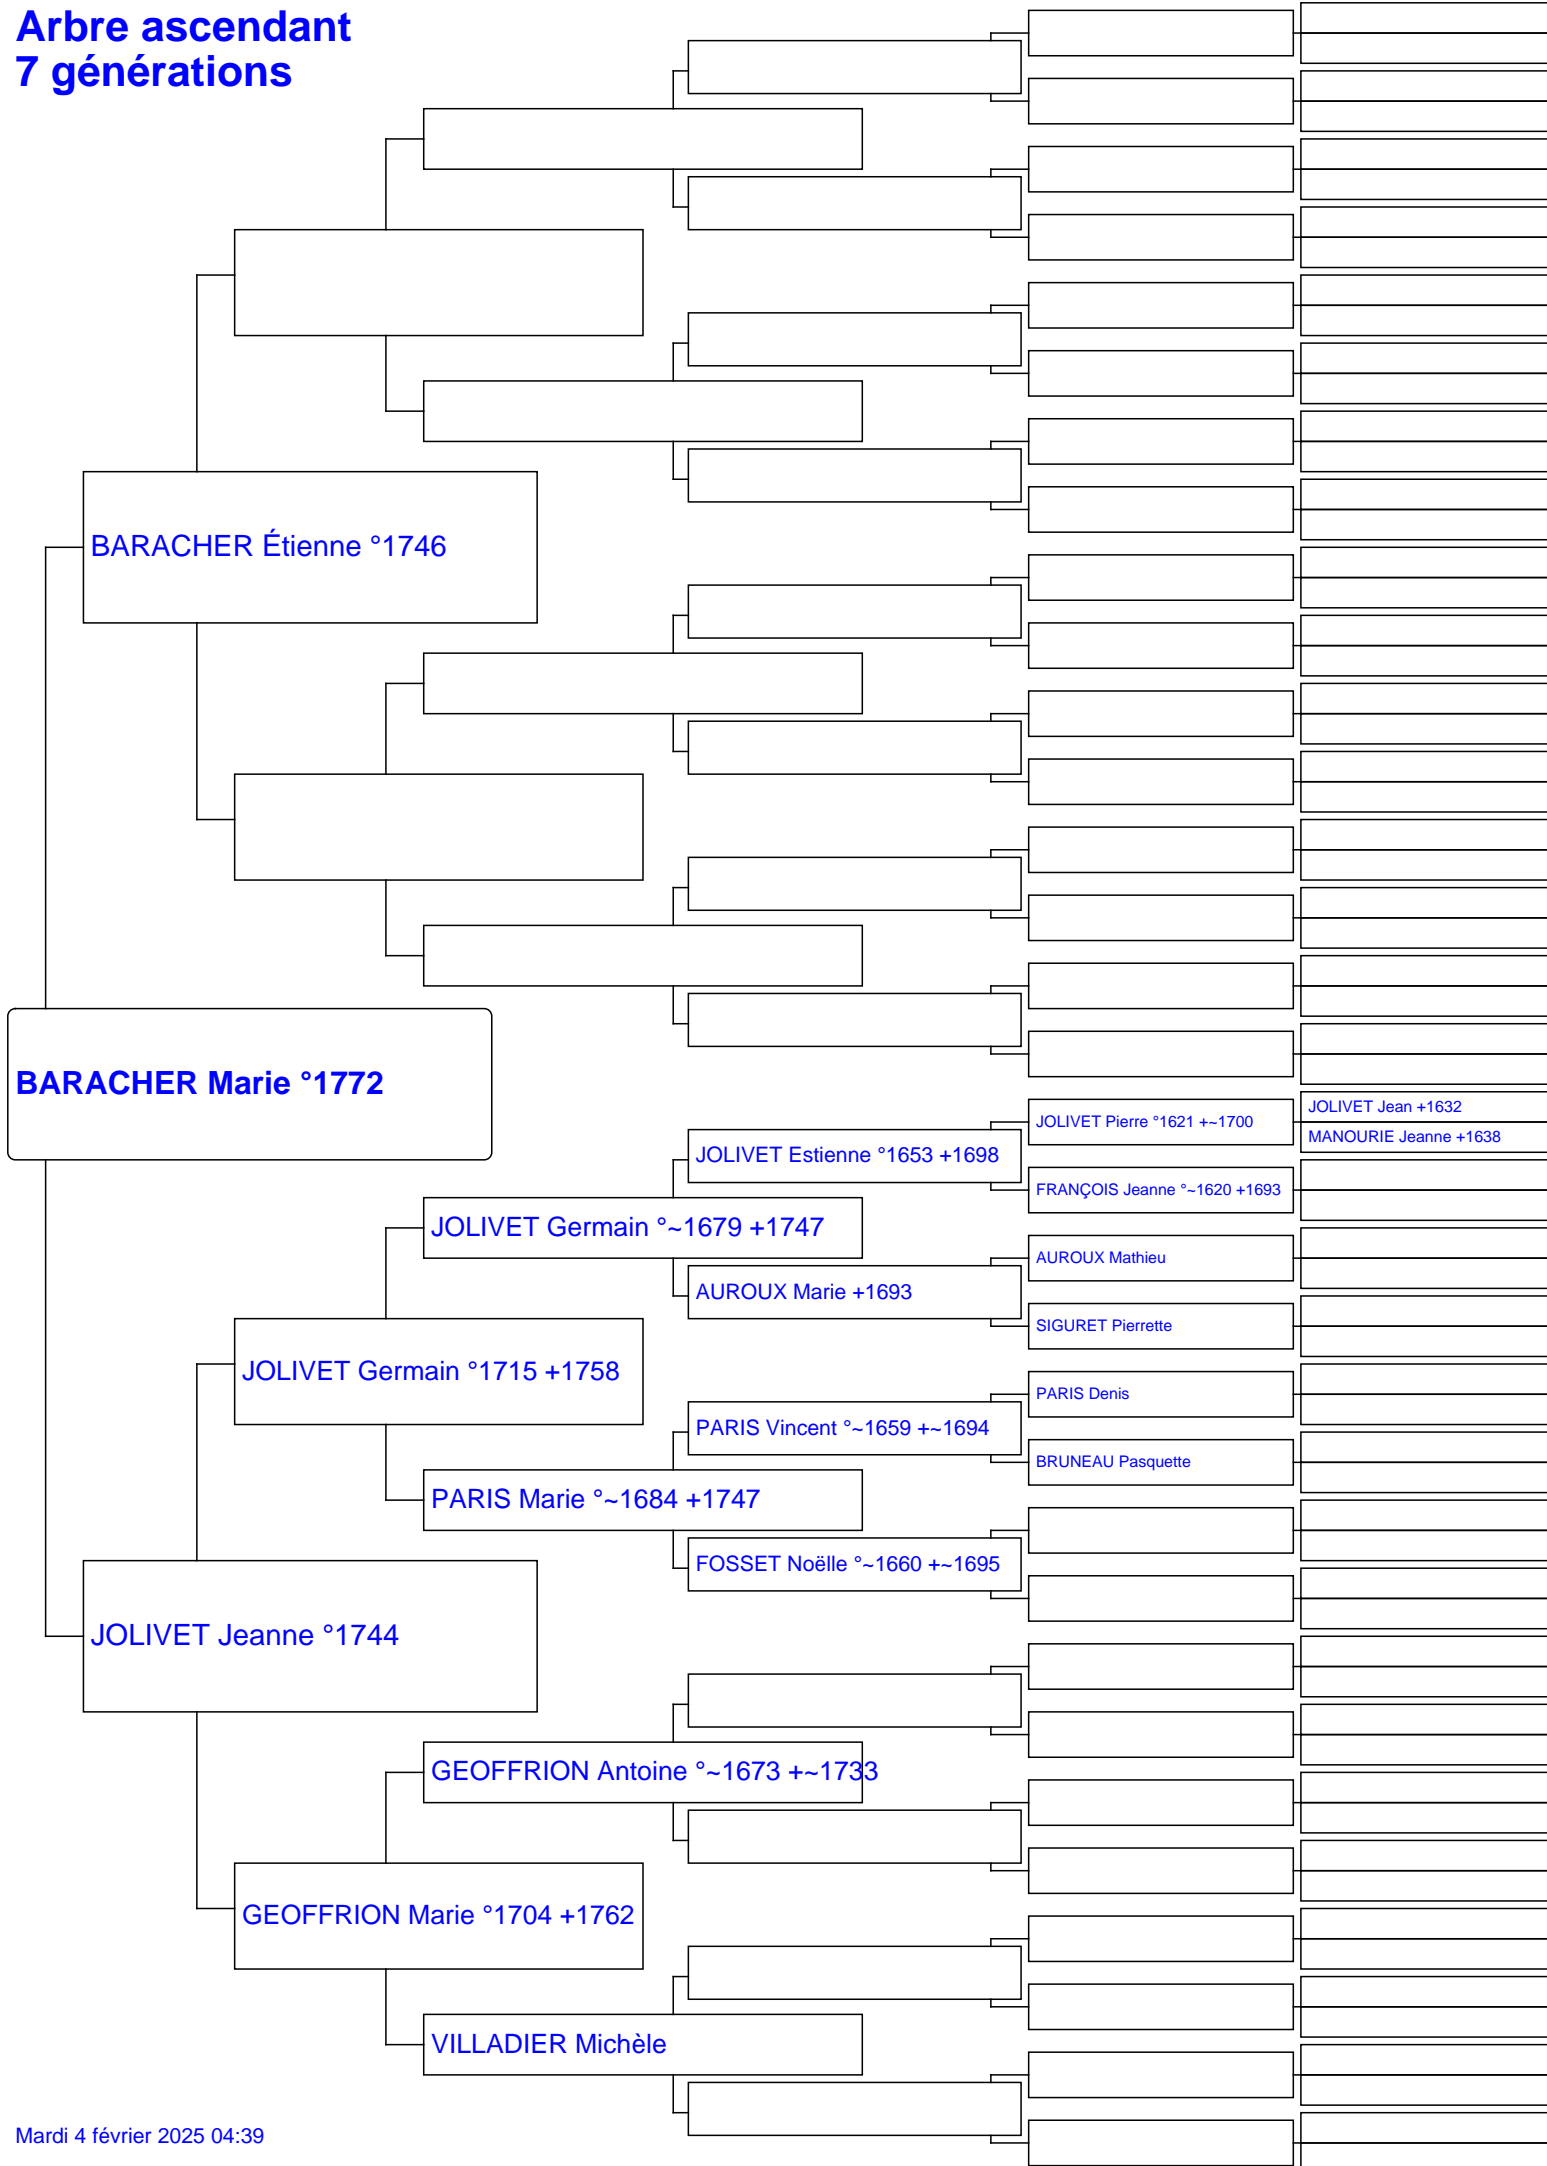 Arbre ascendant
7 générations
BARACHER Étienne °1746
BARACHER Marie °1772
JOLIVET Jean +1632
JOLIVET Pierre °1621 +~1700
MANOURIE Jeanne +1638
JOLIVET Estienne °1653 +1698
FRANÇOIS Jeanne °~1620 +1693
JOLIVET Germain °~1679 +1747
AUROUX Mathieu
AUROUX Marie +1693
SIGURET Pierrette
JOLIVET Germain °1715 +1758
PARIS Denis
PARIS Vincent °~1659 +~1694
BRUNEAU Pasquette
PARIS Marie °~1684 +1747
FOSSET Noëlle °~1660 +~1695
JOLIVET Jeanne °1744
GEOFFRION Antoine °~1673 +~1733
GEOFFRION Marie °1704 +1762
VILLADIER Michèle
Mardi 4 février 2025 04:39